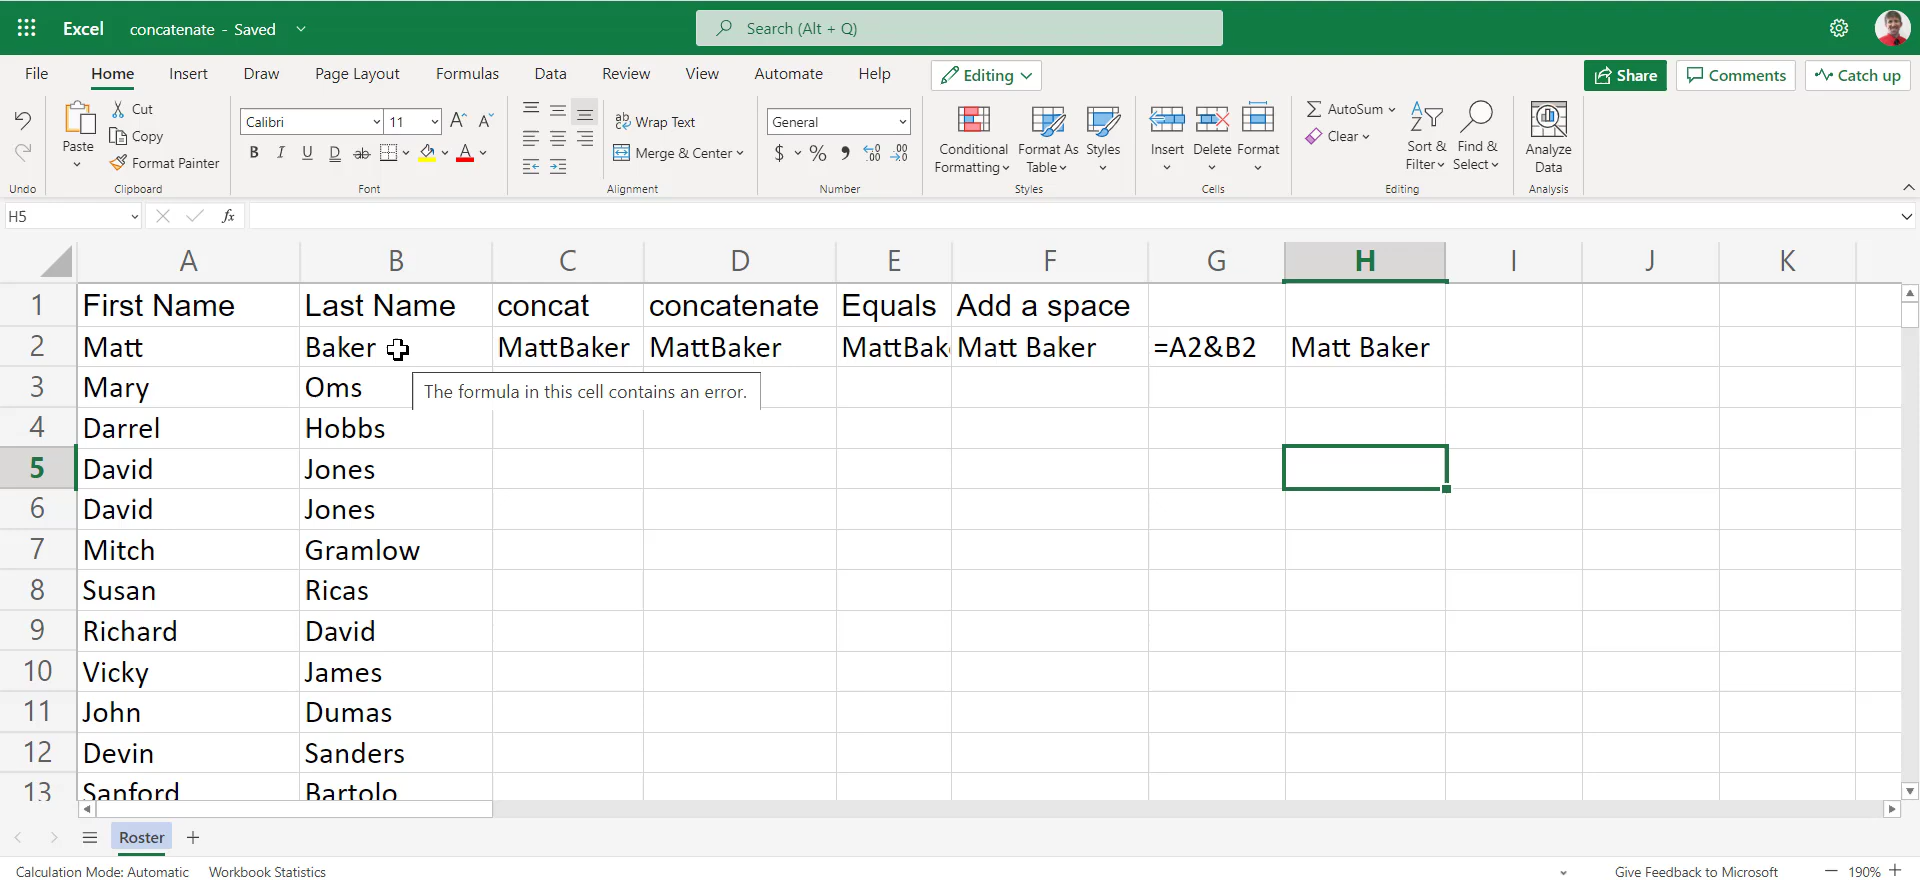 Excel concatenate - Saved Search (Alt + Q)
File Home Insert Draw Page Layout Formulas Data Review View Automate Help Editing Share Comments Catch up
Cut
Copy
Format Painter
Paste
Clipboard
Undo
Calibri 11
B I U D ab A
Font
Wrap Text
Merge & Center
Alignment
General
$ % 9 .00 .00
Number
Conditional Formatting
Format As Table
Styles
Styles
Insert Delete Format
Cells
AutoSum
Clear
Sort & Filter
Find & Select
Editing
Analyze Data
Analysis
H5 fx
A B C D E F G H I J K
1 First Name Last Name concat concatenate Equals Add a space
2 Matt Baker MattBaker MattBaker MattBak Matt Baker =A2&B2 Matt Baker
3 Mary Oms
The formula in this cell contains an error.
4 Darrel Hobbs
5 David Jones
6 David Jones
7 Mitch Gramlow
8 Susan Ricas
9 Richard David
10 Vicky James
11 John Dumas
12 Devin Sanders
13 Sanford Bartolo
Roster
Calculation Mode: Automatic Workbook Statistics Give Feedback to Microsoft 190%